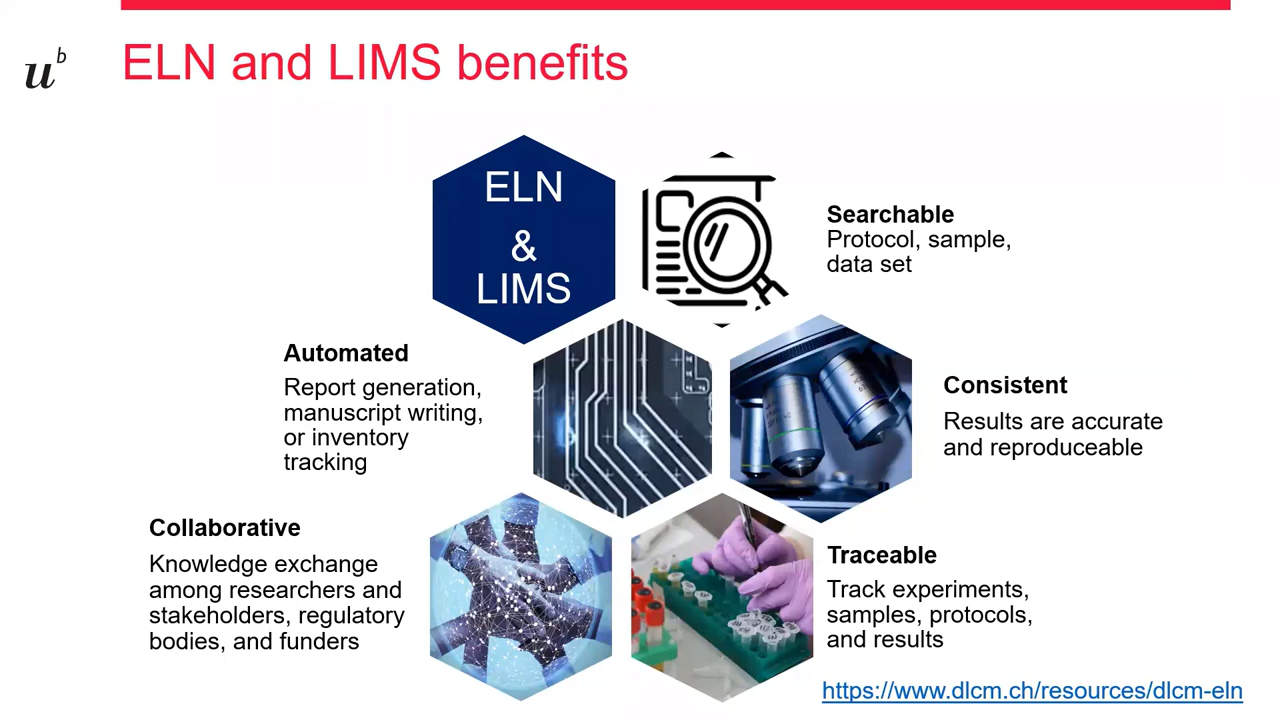 u b
ELN and LIMS benefits
ELN
&
LIMS
Searchable
Protocol, sample,
data set
Automated
Report generation,
manuscript writing,
or inventory
tracking
Consistent
Results are accurate
and reproduceable
Collaborative
Knowledge exchange
among researchers and
stakeholders, regulatory
bodies, and funders
Traceable
Track experiments,
samples, protocols,
and results
https://www.dlcm.ch/resources/dlcm-eln